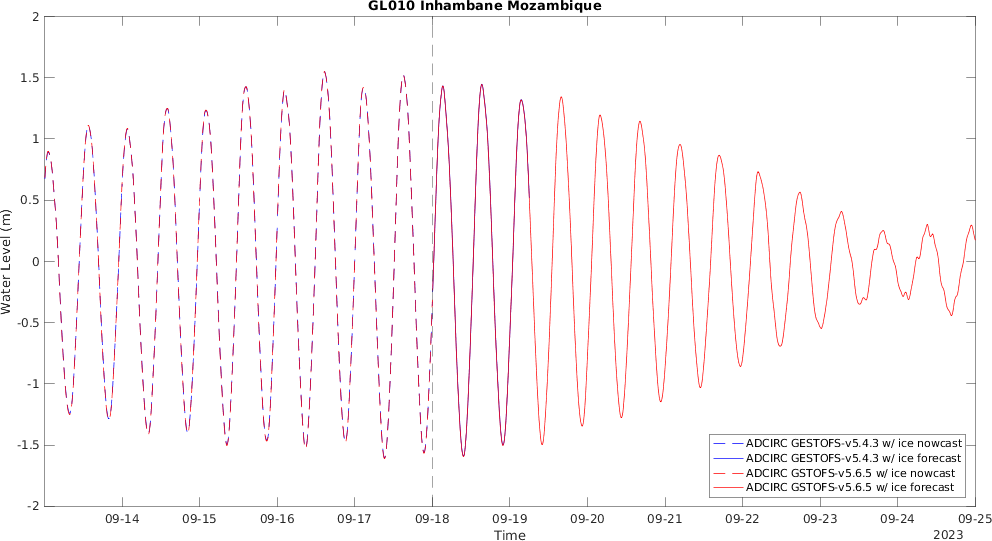 GL010 Inhambane Mozambique
2
1.5
1
0.5
0
-0.5
-1
-1.5
-2
Water Level (m)
09-14 09-15 09-16 09-17 09-18 09-19 09-20 09-21 09-22 09-23 09-24 09-25
Time
2023
ADCIRC GESTOFS-v5.4.3 w/ ice nowcast
ADCIRC GESTOFS-v5.4.3 w/ ice forecast
ADCIRC GSTOFS-v5.6.5 w/ ice nowcast
ADCIRC GSTOFS-v5.6.5 w/ ice forecast